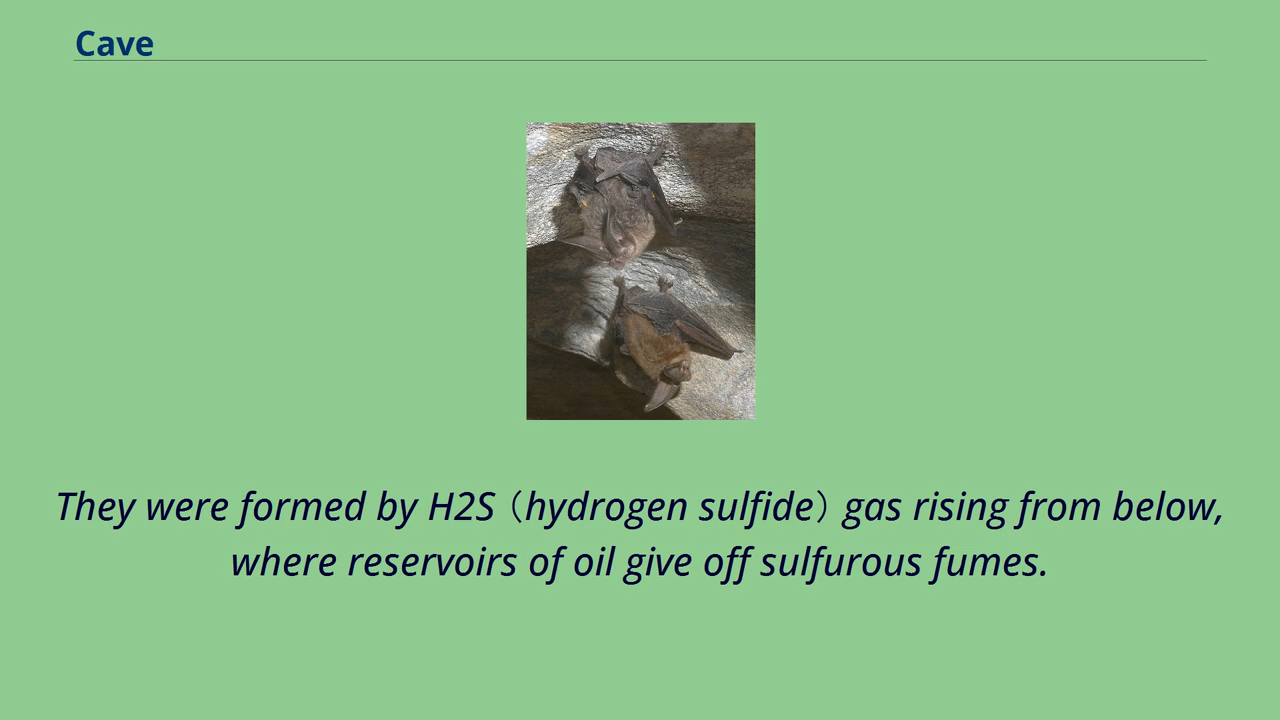 Cave
They were formed by H2S（hydrogen sulfide）gas rising from below,
where reservoirs of oil give off sulfurous fumes.